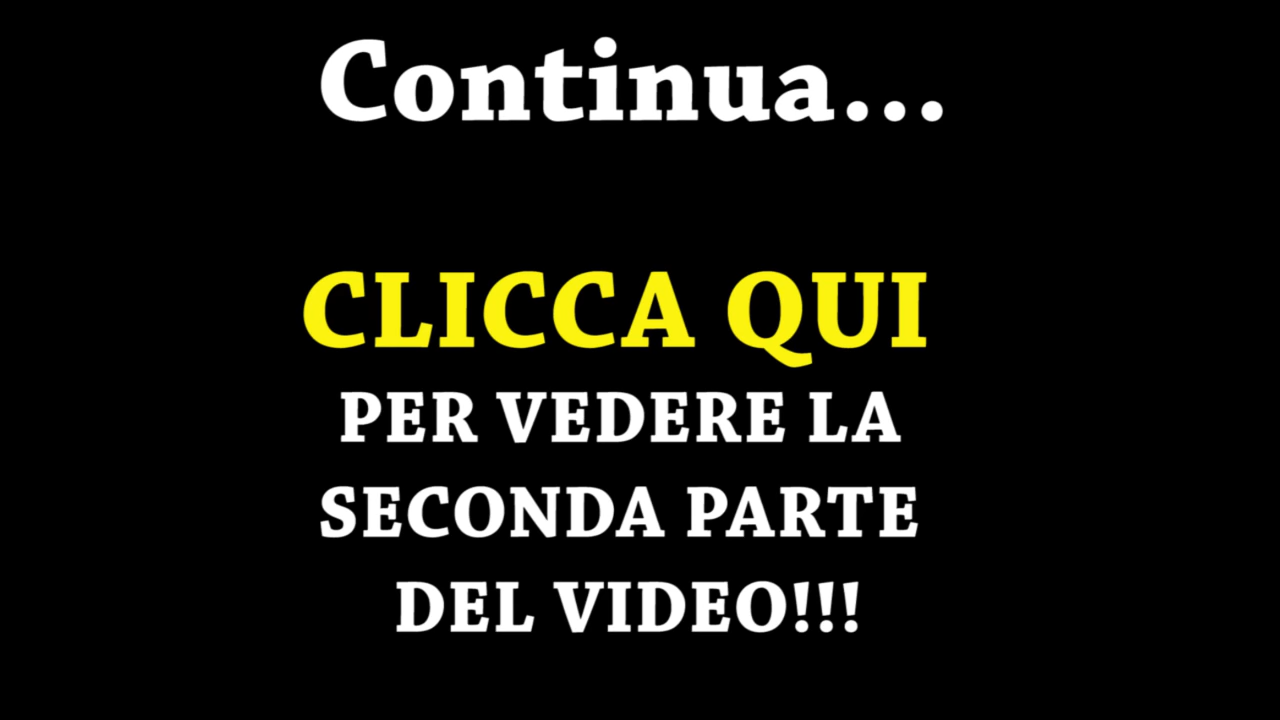 Continua...
CLICCA QUI
PER VEDERE LA
SECONDA PARTE
DEL VIDEO!!!